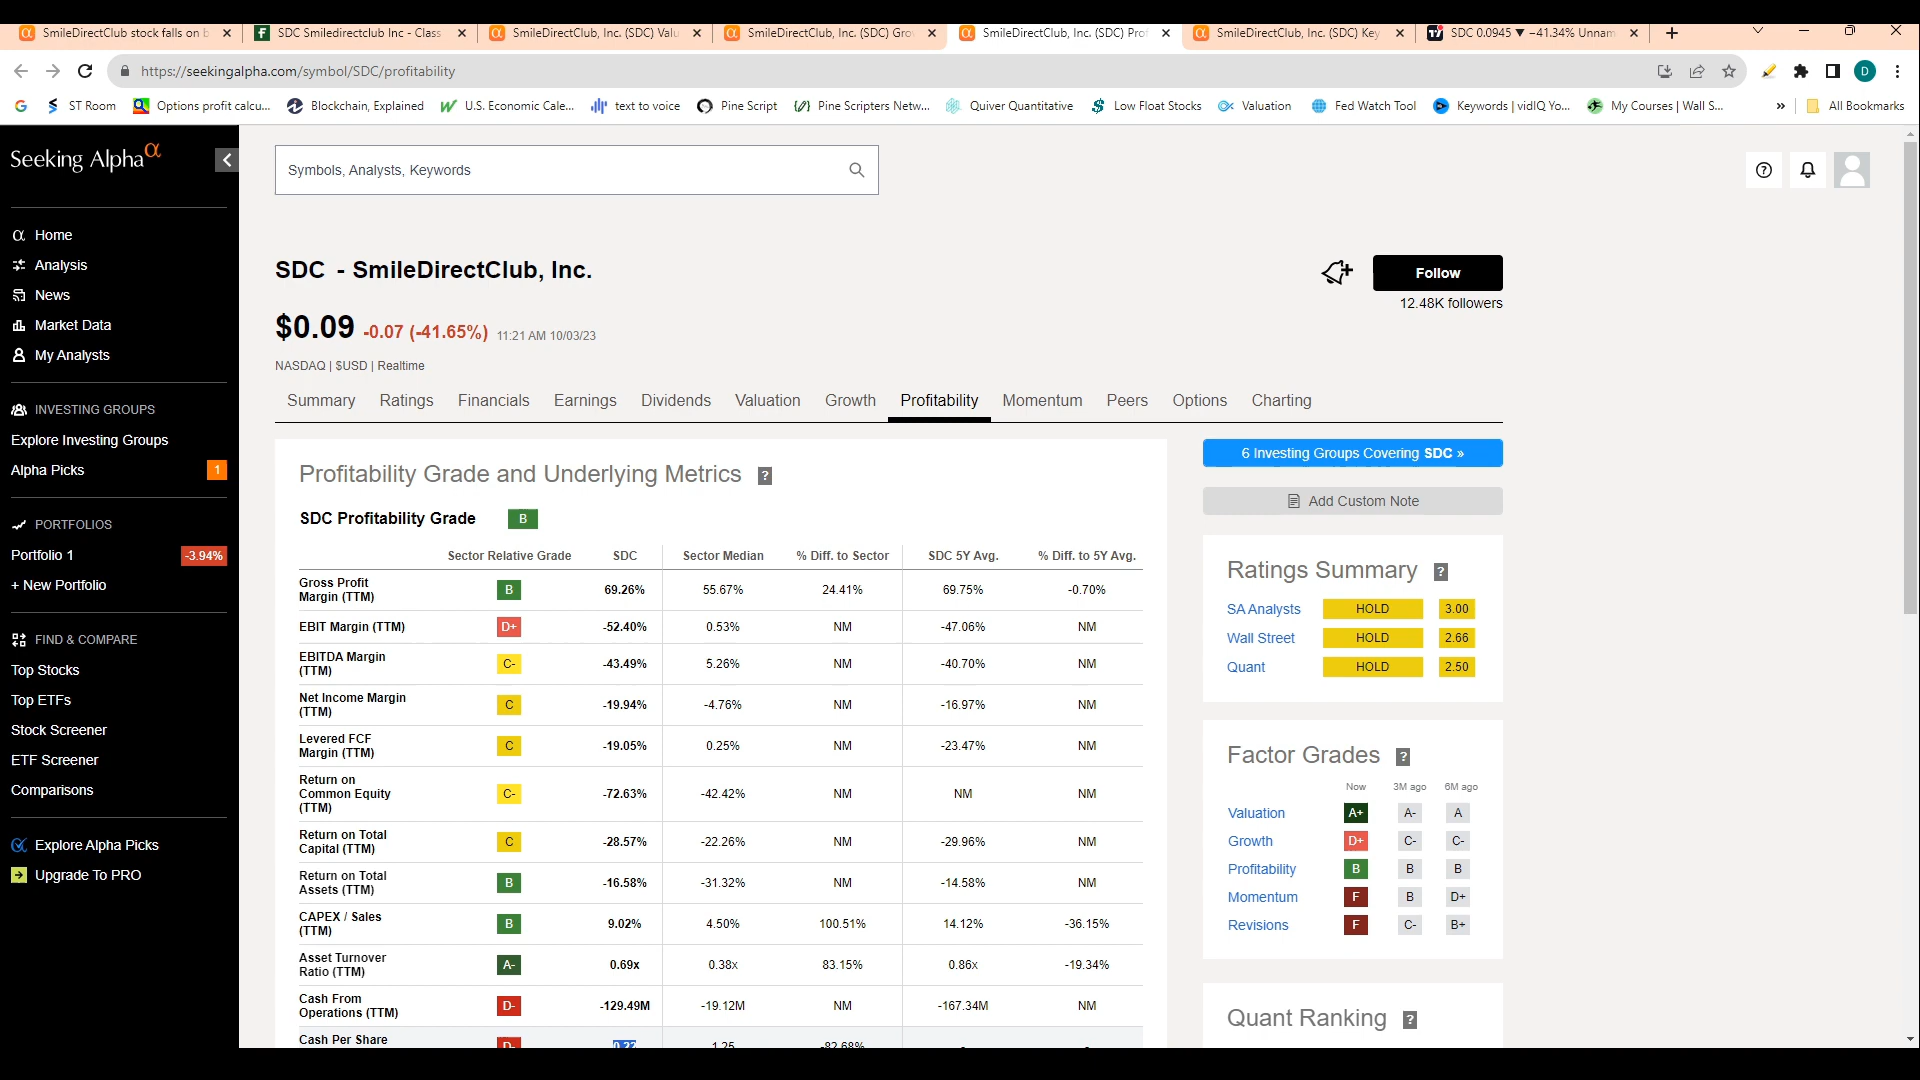 SmileDirectClub stock falls on b
SDC Smiledirectclub Inc - Class
SmileDirectClub, Inc. (SDC) Valu
SmileDirectClub, Inc. (SDC) Gro
SmileDirectClub, Inc. (SDC) Prof
SmileDirectClub, Inc. (SDC) Key
SDC 0.0945 ▼ −41.34% Unnam
https://seekingalpha.com/symbol/SDC/profitability
D
ST Room
Options profit calcu...
Blockchain, Explained
U.S. Economic Cale...
text to voice
Pine Script
Pine Scripters Netw...
Quiver Quantitative
Low Float Stocks
Valuation
Fed Watch Tool
Keywords | vidIQ Yo...
My Courses | Wall S...
»
All Bookmarks
Seeking Alpha α
Symbols, Analysts, Keywords
Home
Analysis
News
Market Data
My Analysts
INVESTING GROUPS
Explore Investing Groups
Alpha Picks 1
PORTFOLIOS
Portfolio 1 -3.94%
+ New Portfolio
FIND & COMPARE
Top Stocks
Top ETFs
Stock Screener
ETF Screener
Comparisons
Explore Alpha Picks
Upgrade To PRO
SDC - SmileDirectClub, Inc.
Follow
12.48K followers
$0.09 -0.07 (-41.65%) 11:21 AM 10/03/23
NASDAQ | $USD | Realtime
Summary Ratings Financials Earnings Dividends Valuation Growth Profitability Momentum Peers Options Charting
Profitability Grade and Underlying Metrics ?
SDC Profitability Grade B
Sector Relative Grade SDC Sector Median % Diff. to Sector SDC 5Y Avg. % Diff. to 5Y Avg.
Gross Profit
Margin (TTM) B 69.26% 55.67% 24.41% 69.75% -0.70%
EBIT Margin (TTM) D+ -52.40% 0.53% NM -47.06% NM
EBITDA Margin
(TTM) C- -43.49% 5.26% NM -40.70% NM
Net Income Margin
(TTM) C -19.94% -4.76% NM -16.97% NM
Levered FCF
Margin (TTM) C -19.05% 0.25% NM -23.47% NM
Return on
Common Equity
(TTM) C- -72.63% -42.42% NM NM NM
Return on Total
Capital (TTM) C -28.57% -22.26% NM -29.96% NM
Return on Total
Assets (TTM) B -16.58% -31.32% NM -14.58% NM
CAPEX / Sales
(TTM) B 9.02% 4.50% 100.51% 14.12% -36.15%
Asset Turnover
Ratio (TTM) A- 0.69x 0.38x 83.15% 0.86x -19.34%
Cash From
Operations (TTM) D- -129.49M -19.12M NM -167.34M NM
Cash Per Share D- 0.22 1.25 -82.68% - -
6 Investing Groups Covering SDC »
Add Custom Note
Ratings Summary ?
SA Analysts HOLD 3.00
Wall Street HOLD 2.66
Quant HOLD 2.50
Factor Grades ?
Now 3M ago 6M ago
Valuation A+ A- A
Growth D+ C- C-
Profitability B B B
Momentum F B D+
Revisions F C- B+
Quant Ranking ?